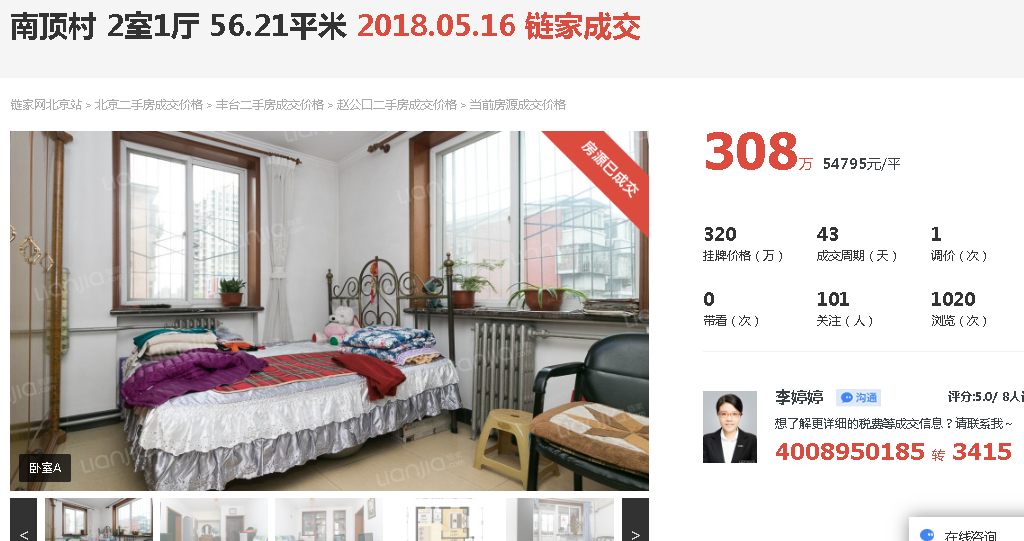 南顶村 2室1厅 56.21平米 2018.05.16 链家成交
链家网北京站 > 北京二手房成交价格 > 丰台二手房成交价格 > 赵公口二手房成交价格 > 当前房源成交价格
房源已成交
308万 54795元/平
320 43 1
挂牌价格（万） 成交周期（天） 调价（次）
0 101 1020
带看（次） 关注（人） 浏览（次）
李婷婷 沟通 评分:5.0/ 8人
想了解更详细的税费等成交信息？请联系我~
4008950185 转 3415
lianjia
卧室A
< >
在线咨询